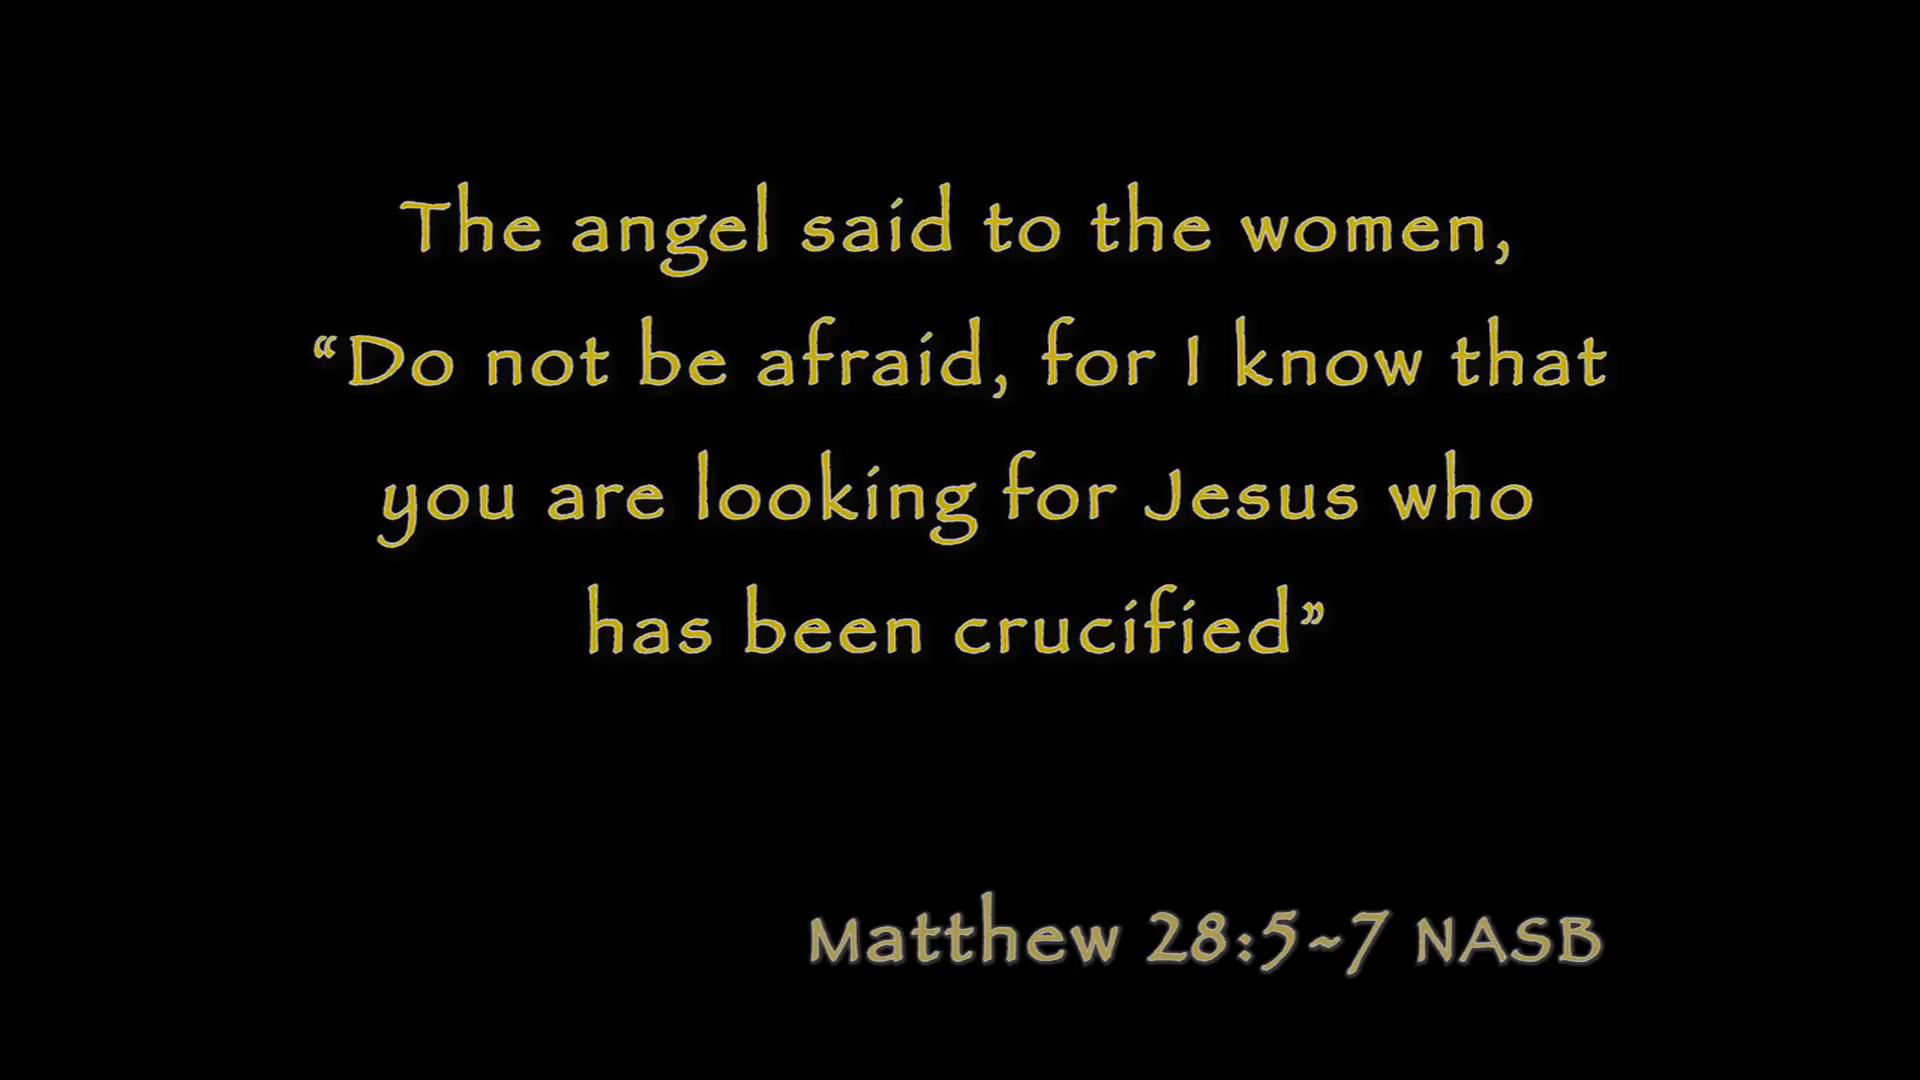 The angel said to the women,
“Do not be afraid, for I know that
you are looking for Jesus who
has been crucified”
Matthew 28:5~7 NASB